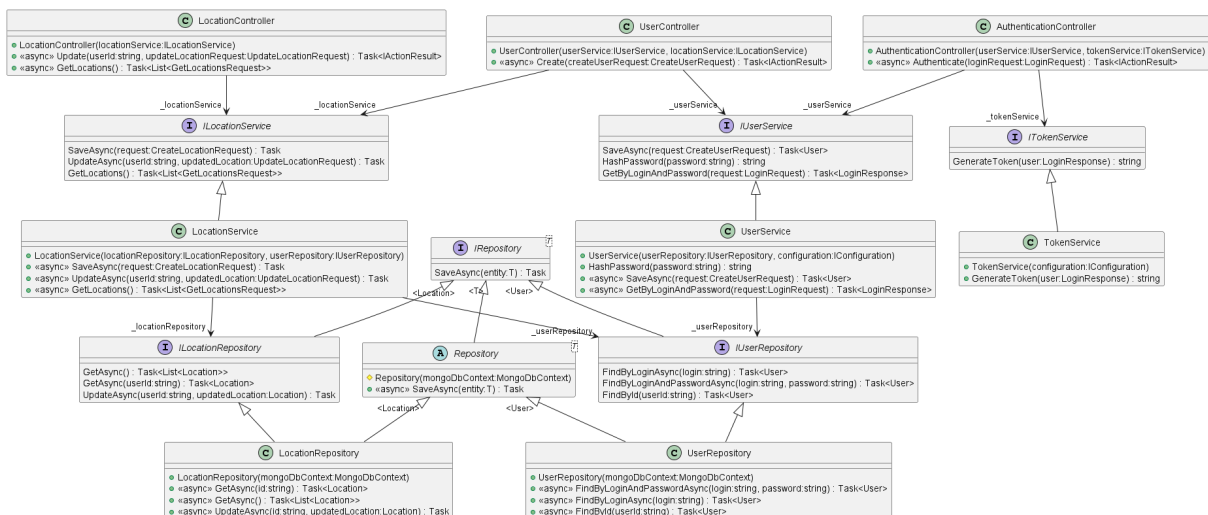 C LocationController
LocationController(locationService:ILocationService)
«async» Update(userId:string, updateLocationRequest:UpdateLocationRequest) : Task<IActionResult>
«async» GetLocations() : Task<List<GetLocationsRequest>>
C UserController
UserController(userService:IUserService, locationService:ILocationService)
«async» Create(createUserRequest:CreateUserRequest) : Task<IActionResult>
C AuthenticationController
AuthenticationController(userService:IUserService, tokenService:ITokenService)
«async» Authenticate(loginRequest:LoginRequest) : Task<IActionResult>
_locationService
_locationService
_userService
_userService
_tokenService
I ILocationService
SaveAsync(request:CreateLocationRequest) : Task
UpdateAsync(userId:string, updatedLocation:UpdateLocationRequest) : Task
GetLocations() : Task<List<GetLocationsRequest>>
I IUserService
SaveAsync(request:CreateUserRequest) : Task<User>
HashPassword(password:string) : string
GetByLoginAndPassword(request:LoginRequest) : Task<LoginResponse>
I ITokenService
GenerateToken(user:LoginResponse) : string
C LocationService
LocationService(locationRepository:ILocationRepository, userRepository:IUserRepository)
«async» SaveAsync(request:CreateLocationRequest) : Task
«async» UpdateAsync(userId:string, updatedLocation:UpdateLocationRequest) : Task
«async» GetLocations() : Task<List<GetLocationsRequest>>
I IRepository
T
SaveAsync(entity:T) : Task
C UserService
UserService(userRepository:IUserRepository, configuration:IConfiguration)
HashPassword(password:string) : string
«async» SaveAsync(request:CreateUserRequest) : Task<User>
«async» GetByLoginAndPassword(request:LoginRequest) : Task<LoginResponse>
C TokenService
TokenService(configuration:IConfiguration)
GenerateToken(user:LoginResponse) : string
<Location>
<User>
_locationRepository
_userRepository
_userRepository
I ILocationRepository
GetAsync() : Task<List<Location>>
GetAsync(userId:string) : Task<Location>
UpdateAsync(userId:string, updatedLocation:Location) : Task
A Repository
T
Repository(mongoDbContext:MongoDbContext)
«async» SaveAsync(entity:T) : Task
I IUserRepository
FindByLoginAsync(login:string) : Task<User>
FindByLoginAndPasswordAsync(login:string, password:string) : Task<User>
FindById(userId:string) : Task<User>
<Location>
<User>
C LocationRepository
LocationRepository(mongoDbContext:MongoDbContext)
«async» GetAsync(id:string) : Task<Location>
«async» GetAsync() : Task<List<Location>>
«async» UpdateAsync(id:string, updatedLocation:Location) : Task
C UserRepository
UserRepository(mongoDbContext:MongoDbContext)
«async» FindByLoginAndPasswordAsync(login:string, password:string) : Task<User>
«async» FindByLoginAsync(login:string) : Task<User>
«async» FindById(userId:string) : Task<User>